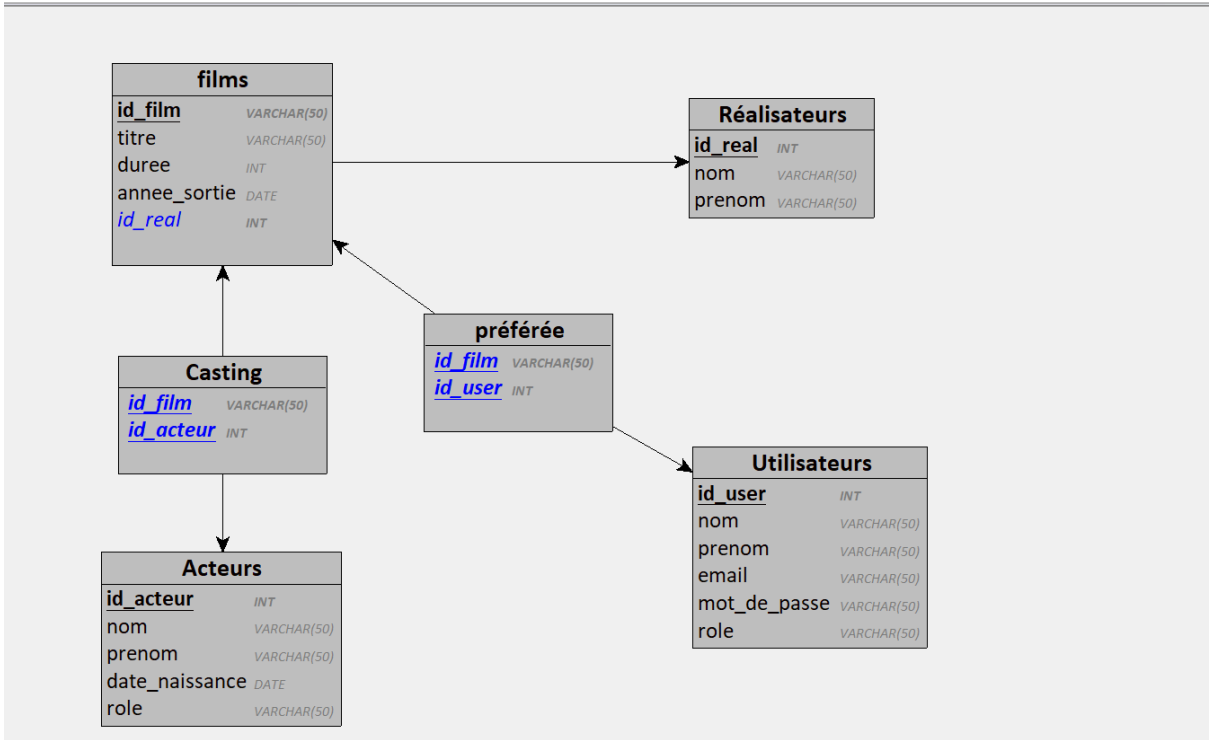 films
id_film VARCHAR(50)
titre VARCHAR(50)
duree INT
annee_sortie DATE
id_real INT
Réalisateurs
id_real INT
nom VARCHAR(50)
prenom VARCHAR(50)
préférée
id_film VARCHAR(50)
id_user INT
Casting
id_film VARCHAR(50)
id_acteur INT
Utilisateurs
id_user INT
nom VARCHAR(50)
prenom VARCHAR(50)
email VARCHAR(50)
mot_de_passe VARCHAR(50)
role VARCHAR(50)
Acteurs
id_acteur INT
nom VARCHAR(50)
prenom VARCHAR(50)
date_naissance DATE
role VARCHAR(50)